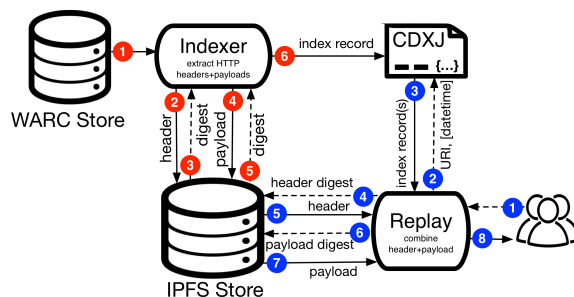 1
Indexer
extract HTTP
headers+payloads
6
index record
CDXJ
{...}
WARC Store
2
header
3
digest
4
payload
5
digest
3
index record(s)
2
URI, [datetime]
header digest
4
5
header
6
payload digest
7
payload
Replay
combine
header+payload
1
8
IPFS Store